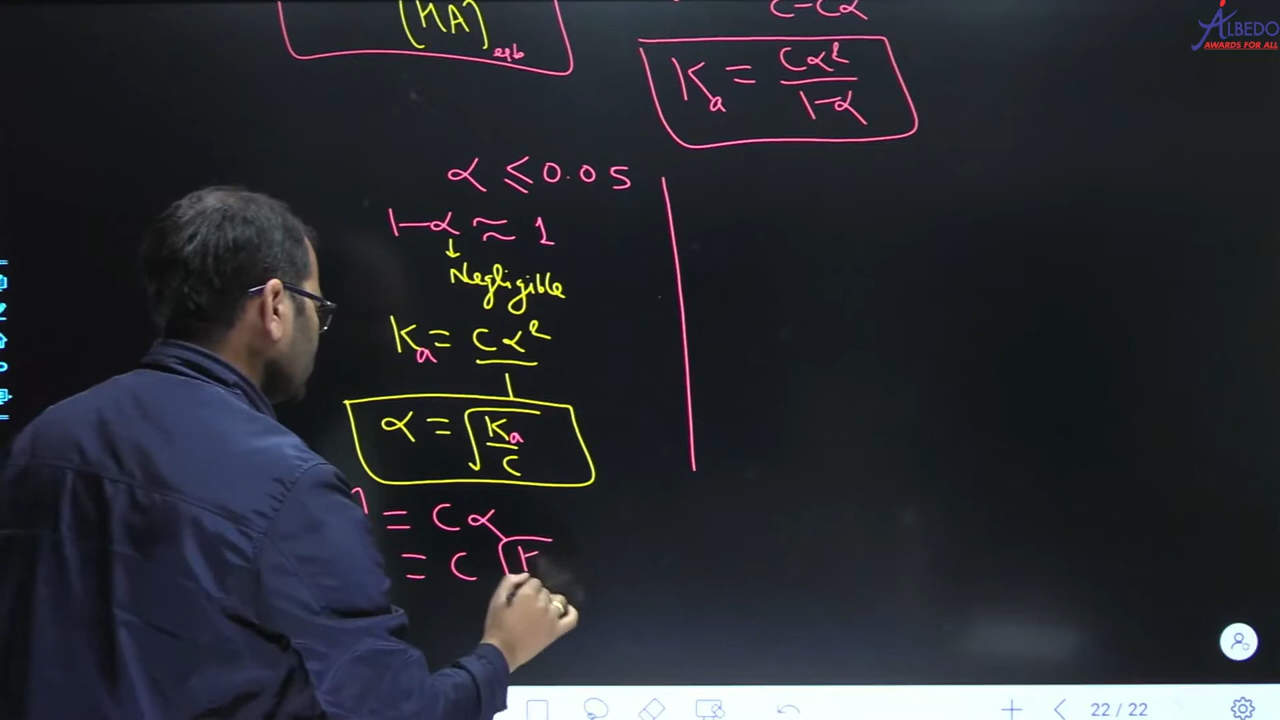 ALBEDO
AWARDS FOR ALL
(HA)eqb
C-Cα
Ka = Cα²/1-α
α ≤ 0.05
1-α ≈ 1
↓
Negligible
Ka = Cα²
α = √Ka/C
= Cα
= C √
22 / 22